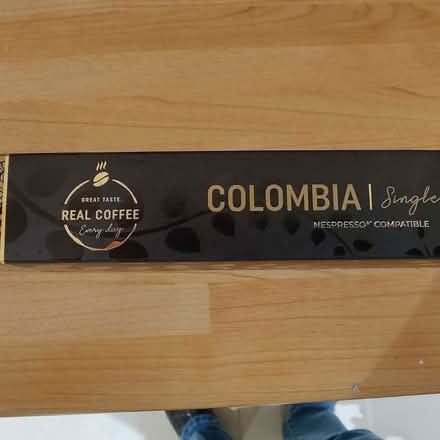 GREAT TASTE.
REAL COFFEE
Every day.
COLOMBIA | Single
NESPRESSO* COMPATIBLE